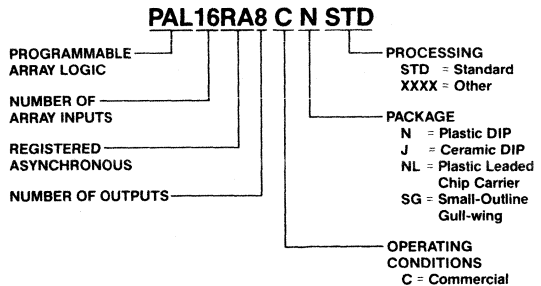 PAL16RA8 C N STD
PROGRAMMABLE
ARRAY LOGIC
NUMBER OF
ARRAY INPUTS
REGISTERED
ASYNCHRONOUS
NUMBER OF OUTPUTS
PROCESSING
STD = Standard
XXXX = Other
PACKAGE
N = Plastic DIP
J = Ceramic DIP
NL = Plastic Leaded
Chip Carrier
SG = Small-Outline
Gull-wing
OPERATING
CONDITIONS
C = Commercial